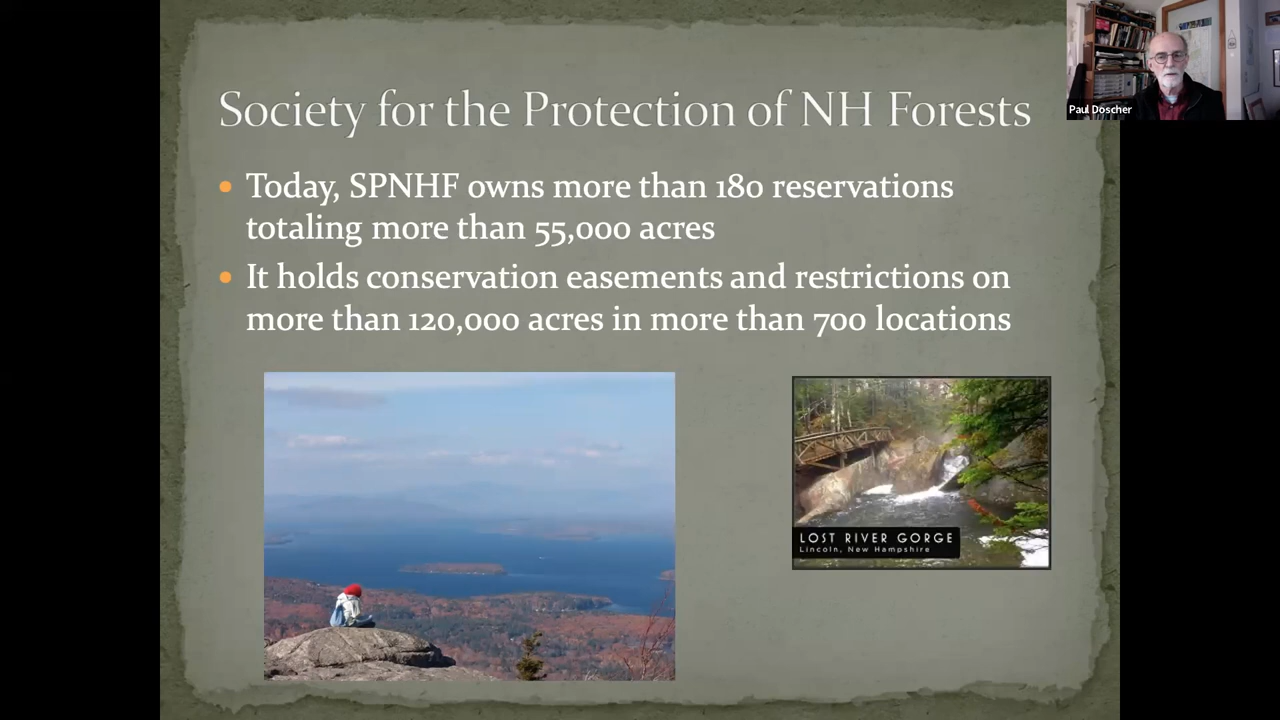 Society for the Protection of NH Forests
Today, SPNHF owns more than 180 reservations
totaling more than 55,000 acres
It holds conservation easements and restrictions on
more than 120,000 acres in more than 700 locations
LOST RIVER GORGE
Lincoln, New Hampshire
Paul Doscher